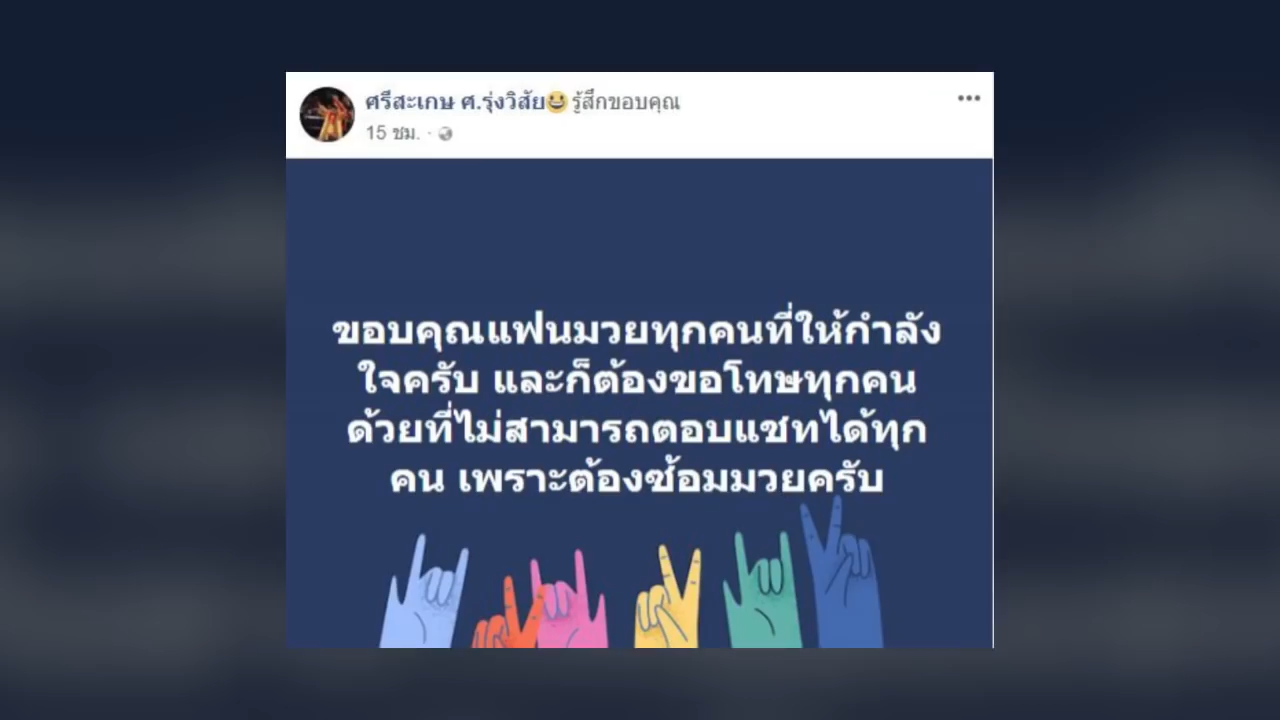 ศรีสะเกษ ศ.รุ่งวิสัย😀 รู้สึกขอบคุณ
15 ชม. ·
ขอบคุณแฟนมวยทุกคนที่ให้กำลัง
ใจครับ และก็ต้องขอโทษทุกคน
ด้วยที่ไม่สามารถตอบแชทได้ทุก
คน เพราะต้องซ้อมมวยครับ